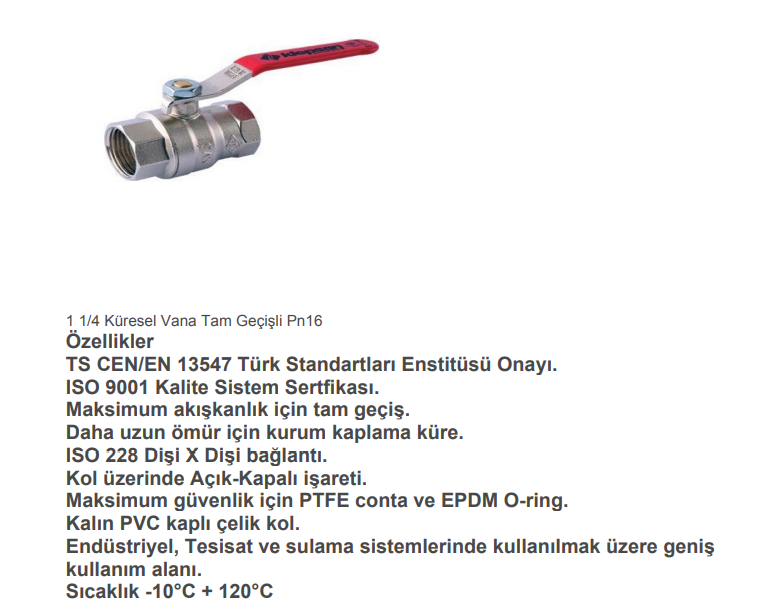 klepsan
1 1/4 Küresel Vana Tam Geçişli Pn16
Özellikler
TS CEN/EN 13547 Türk Standartları Enstitüsü Onayı.
ISO 9001 Kalite Sistem Sertfikası.
Maksimum akışkanlık için tam geçiş.
Daha uzun ömür için kurum kaplama küre.
ISO 228 Dişi X Dişi bağlantı.
Kol üzerinde Açık-Kapalı işareti.
Maksimum güvenlik için PTFE conta ve EPDM O-ring.
Kalın PVC kaplı çelik kol.
Endüstriyel, Tesisat ve sulama sistemlerinde kullanılmak üzere geniş
kullanım alanı.
Sıcaklık -10°C + 120°C